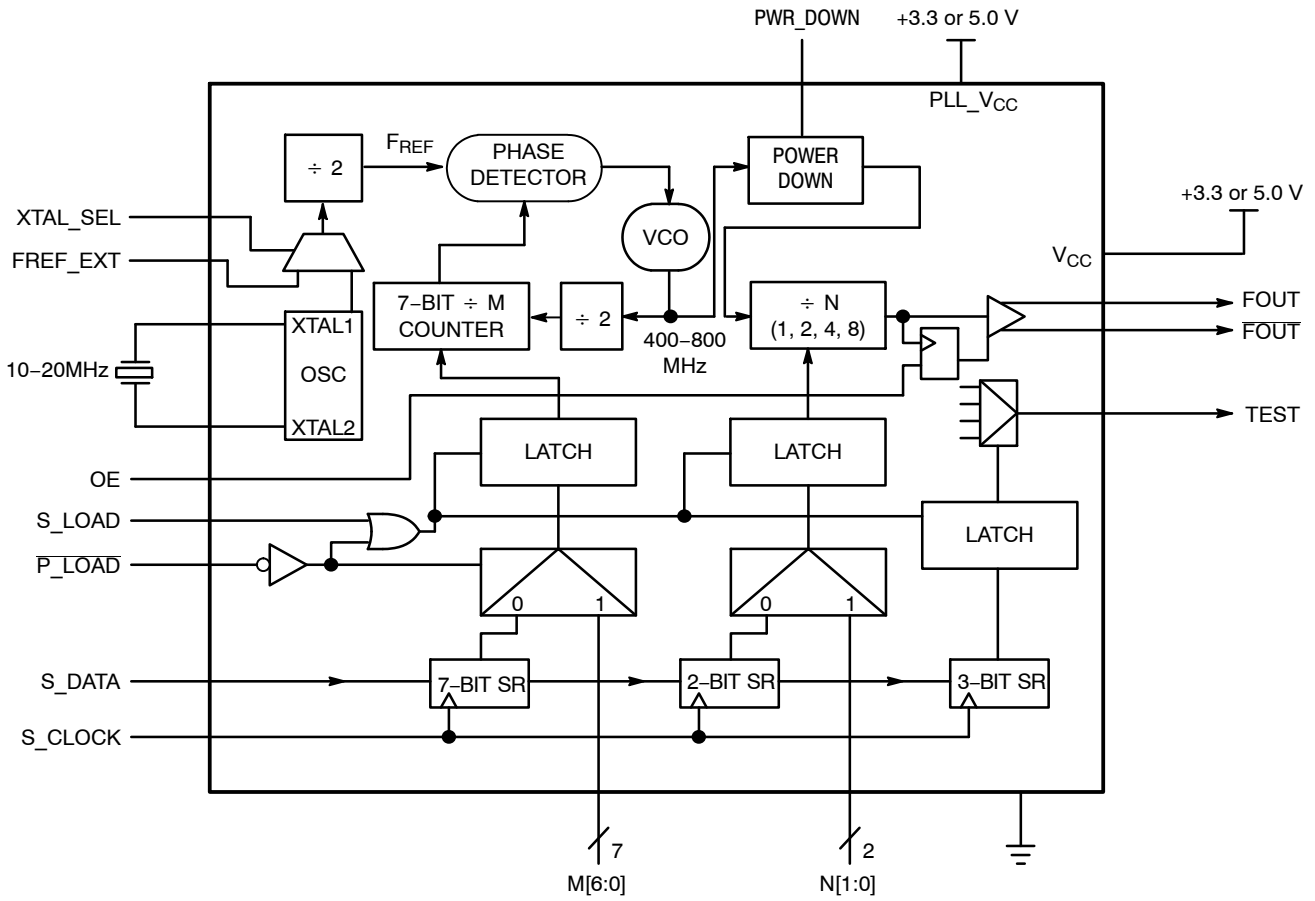 PWR_DOWN
+3.3 or 5.0 V
PLL_VCC
÷ 2
FREF
PHASE
DETECTOR
POWER
DOWN
+3.3 or 5.0 V
XTAL_SEL
VCO
FREF_EXT
VCC
7−BIT ÷ M
COUNTER
÷ 2
÷ N
(1, 2, 4, 8)
FOUT
FOUT
400−800
MHz
XTAL1
OSC
XTAL2
10−20MHz
TEST
LATCH
LATCH
OE
S_LOAD
LATCH
P_LOAD
0 1
0 1
S_DATA
7−BIT SR
2−BIT SR
3−BIT SR
S_CLOCK
7
2
M[6:0]
N[1:0]